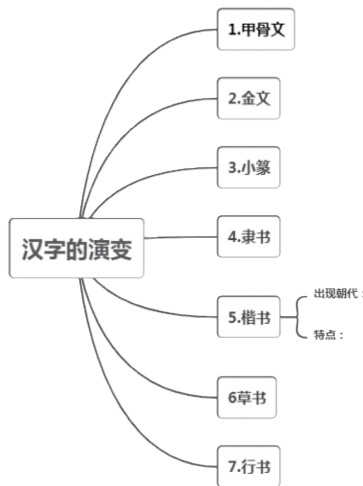 汉字的演变
1.甲骨文
2.金文
3.小篆
4.隶书
5.楷书
出现朝代：
特点：
6草书
7.行书